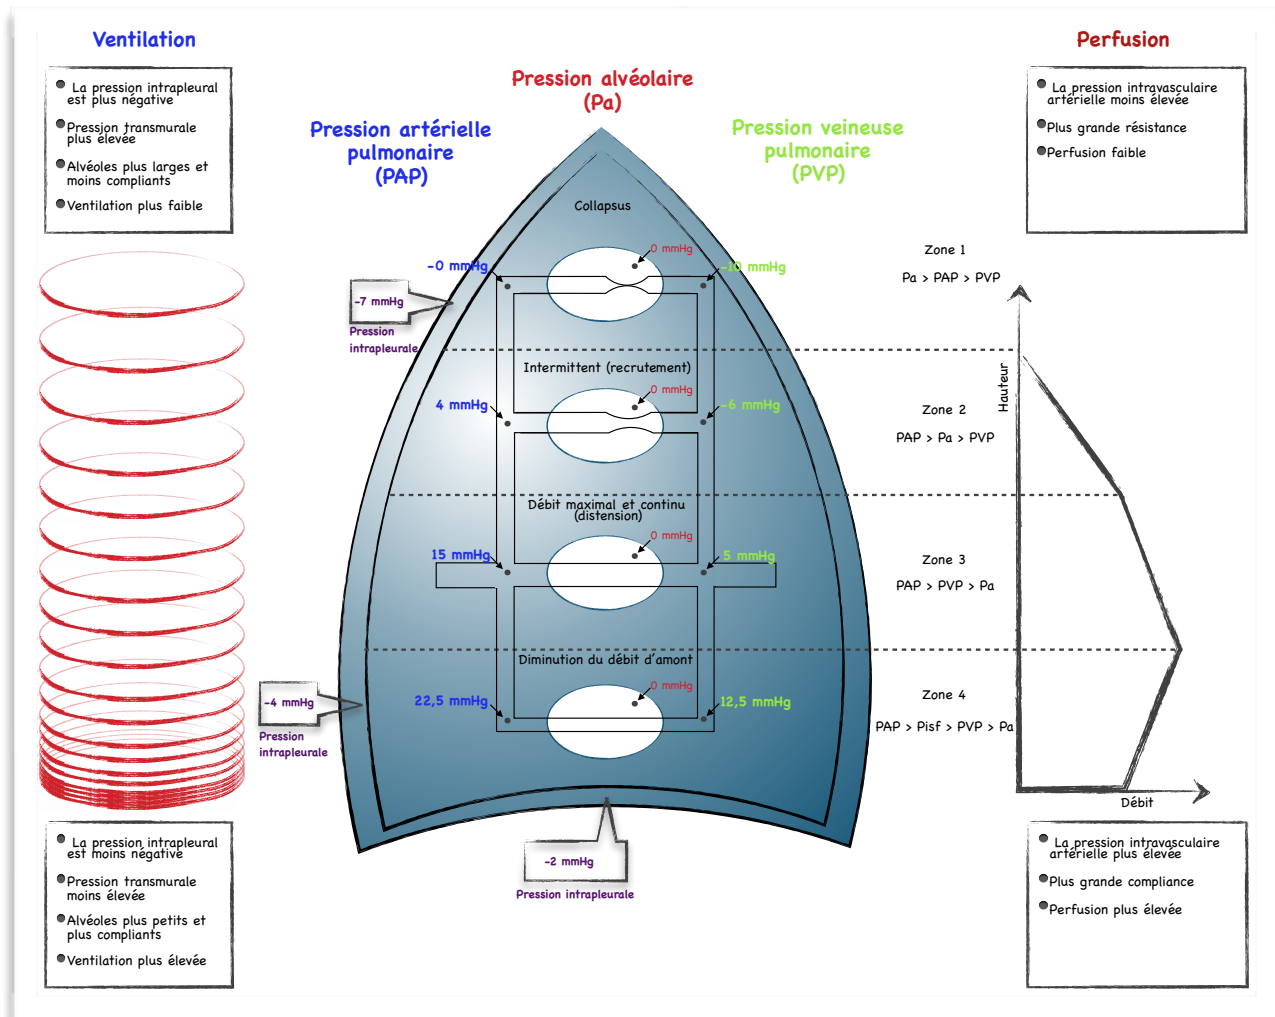 Ventilation
La pression intrapleural
est plus négative
Pression transmurale
plus élevée
Alvéoles plus larges et
moins compliants
Ventilation plus faible
Pression artérielle
pulmonaire
(PAP)
Pression alvéolaire
(Pa)
Pression veineuse
pulmonaire
(PVP)
Perfusion
La pression intravasculaire
artérielle moins élevée
Plus grande résistance
Perfusion faible
Collapsus
0 mmHg
-0 mmHg
-10 mmHg
-7 mmHg
Pression
intrapleurale
Zone 1
Pa > PAP > PVP
Intermittent (recrutement)
0 mmHg
4 mmHg
-6 mmHg
Zone 2
PAP > Pa > PVP
Hauteur
Débit maximal et continu
(distension)
0 mmHg
15 mmHg
5 mmHg
Zone 3
PAP > PVP > Pa
Diminution du débit d'amont
0 mmHg
22,5 mmHg
12,5 mmHg
-4 mmHg
Pression
intrapleurale
Zone 4
PAP > Pisf > PVP > Pa
Débit
-2 mmHg
Pression intrapleurale
La pression intrapleural
est moins négative
Pression transmurale
moins élevée
Alvéoles plus petits et
plus compliants
Ventilation plus élevée
La pression intravasculaire
artérielle plus élevée
Plus grande compliance
Perfusion plus élevée